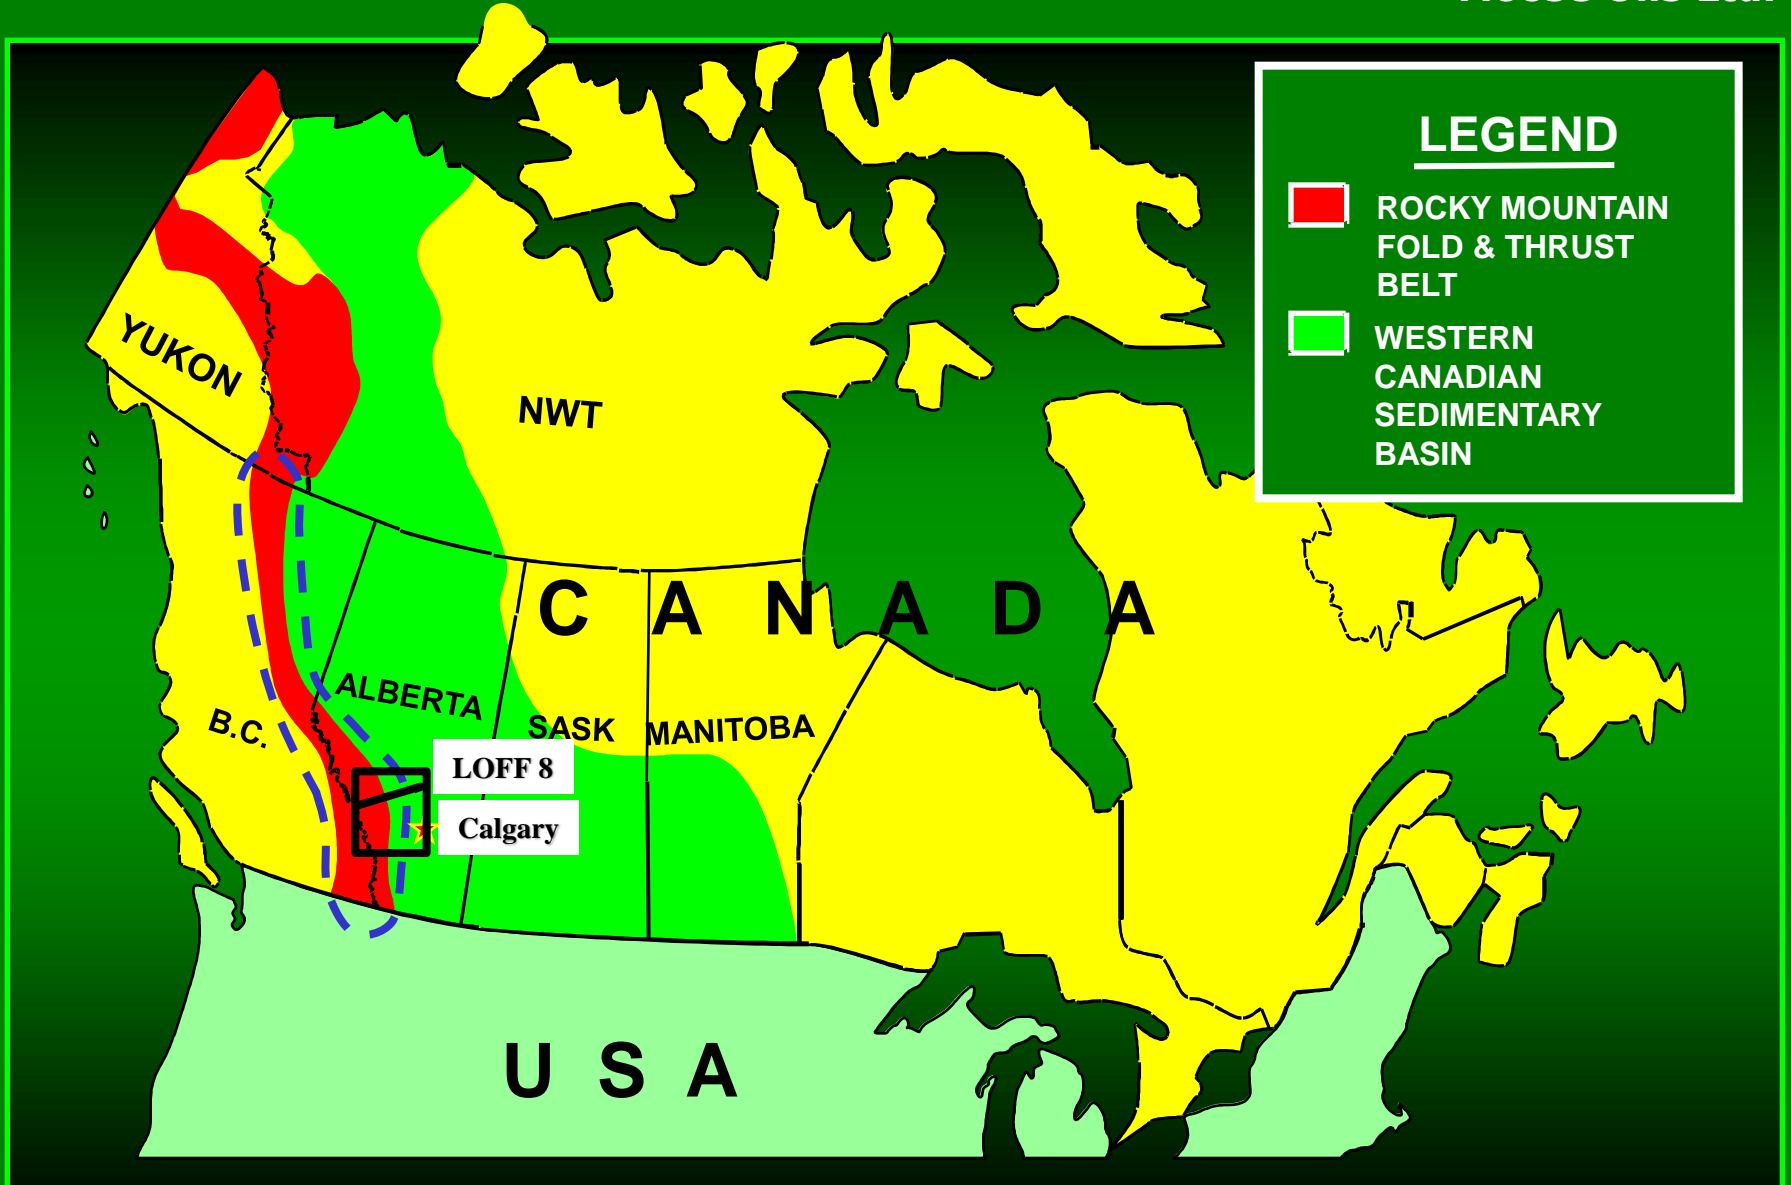 LEGEND
ROCKY MOUNTAIN
FOLD & THRUST
BELT
WESTERN
CANADIAN
SEDIMENTARY
BASIN
YUKON
NWT
C A N A D A
ALBERTA
B.C.
SASK
MANITOBA
LOFF 8
Calgary
U S A